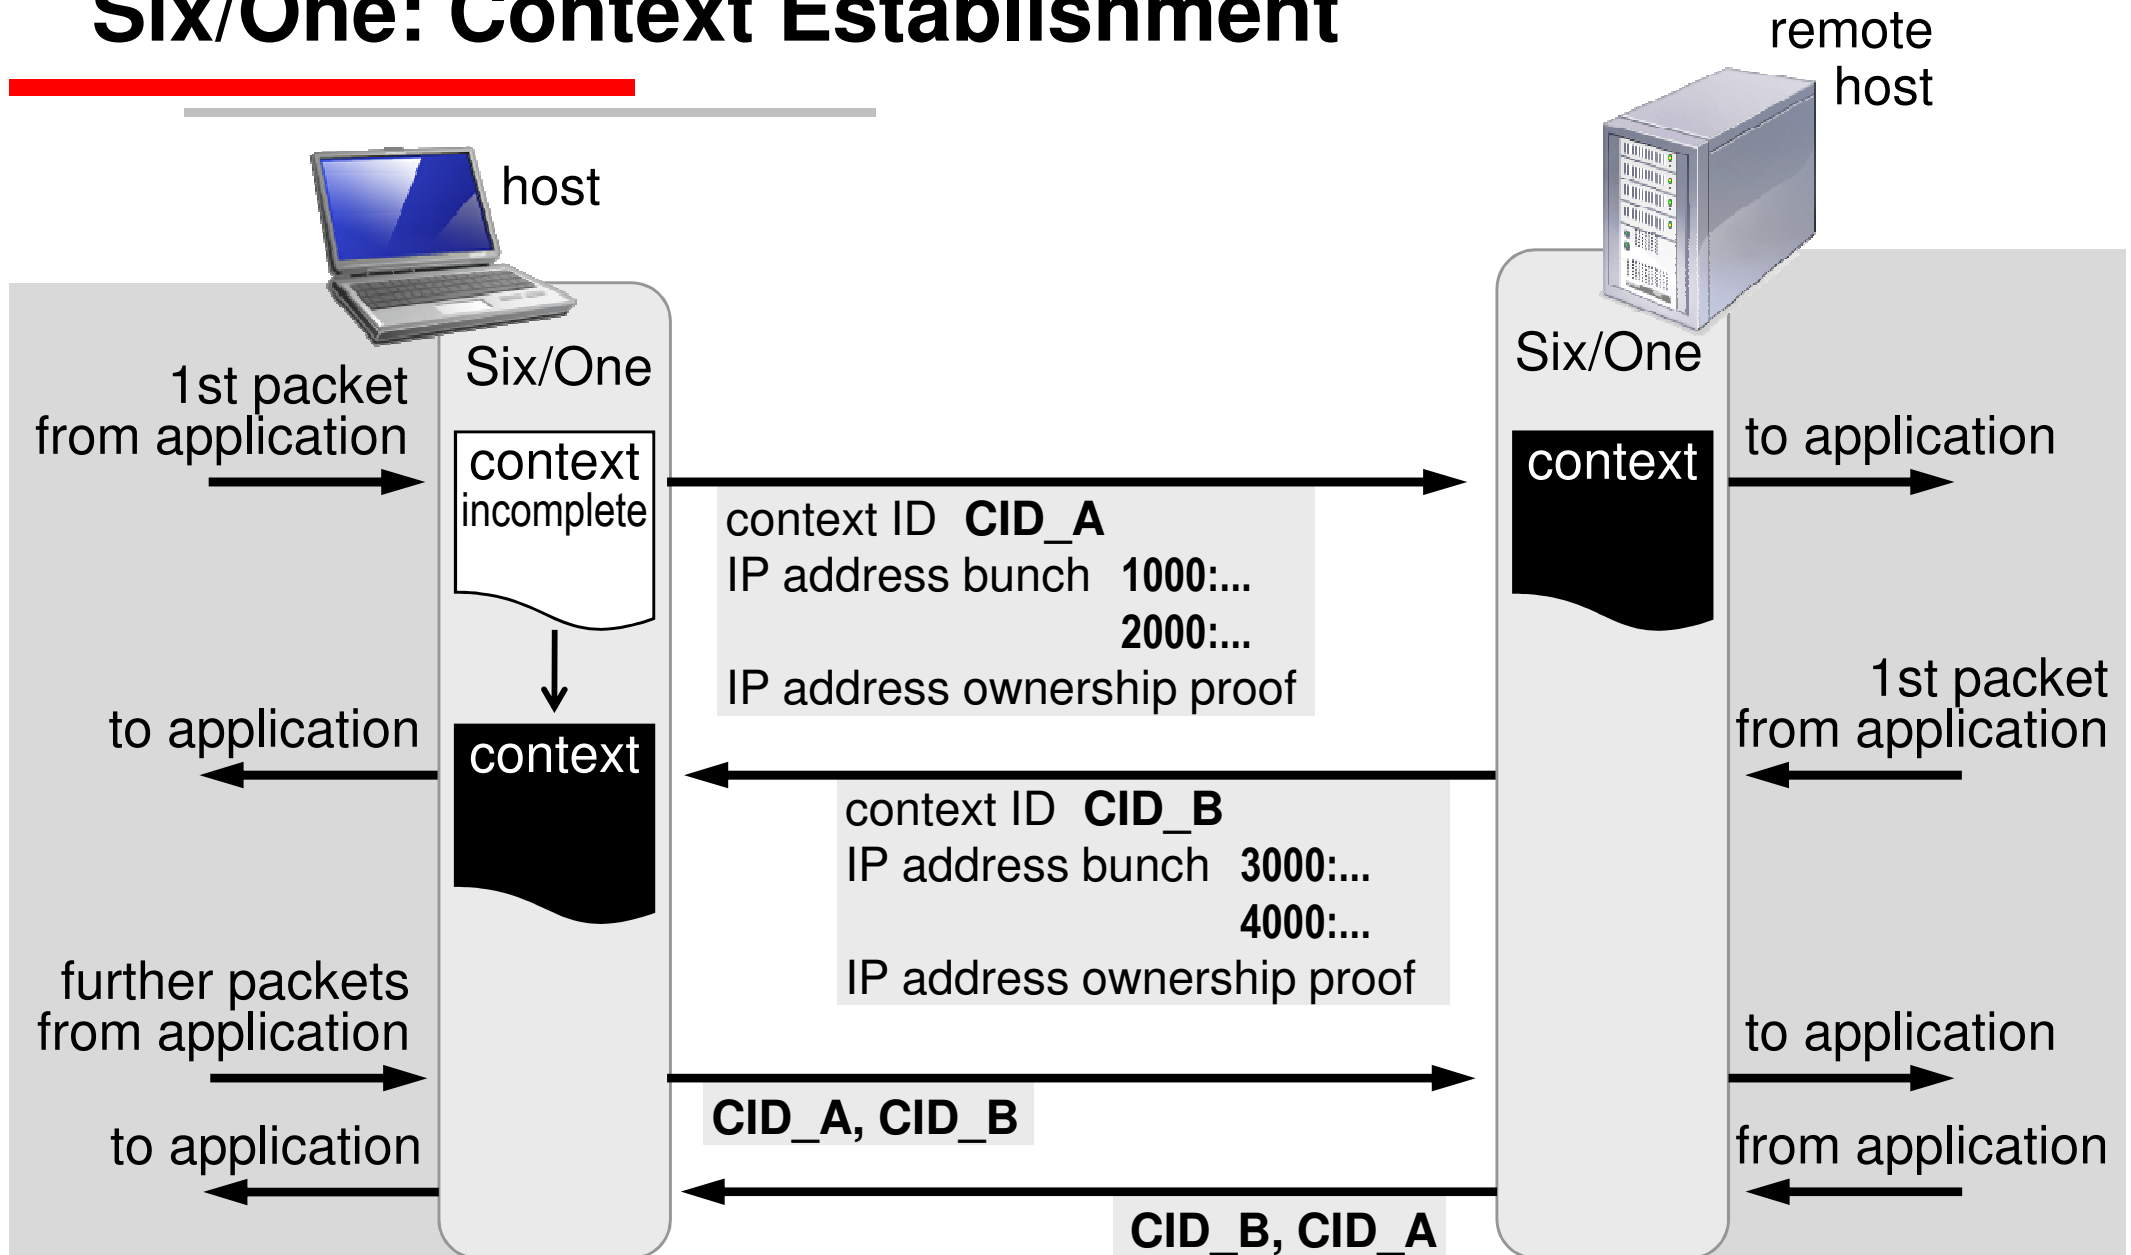 Six/One: Context Establishment
remote
host
host
Six/One
Six/One
1st packet
from application
context
incomplete
context ID CID_A
IP address bunch 1000:...
2000:...
IP address ownership proof
context
to application
to application
context
1st packet
from application
context ID CID_B
IP address bunch 3000:...
4000:...
IP address ownership proof
further packets
from application
to application
CID_A, CID_B
to application
from application
CID_B, CID_A